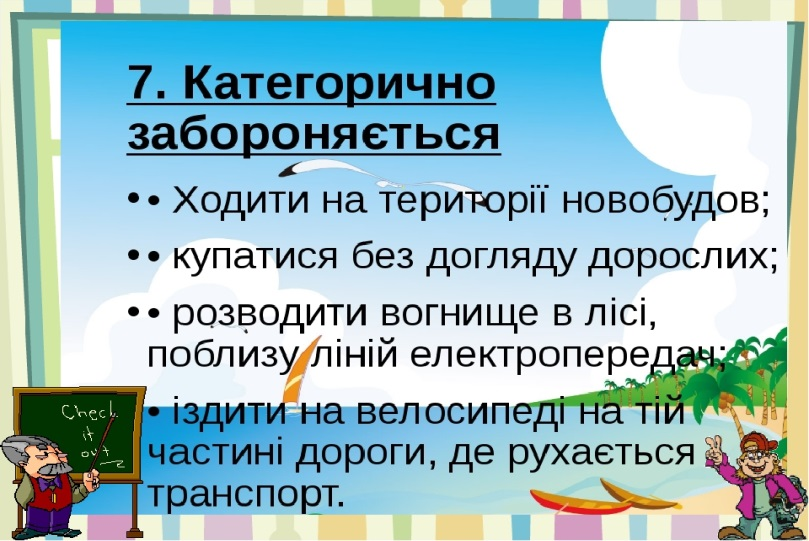 7. Категорично
забороняється
•• Ходити на території новобудов;
•• купатися без догляду дорослих;
•• розводити вогнище в лісі,
поблизу ліній електропередач;
• їздити на велосипеді на тій
частині дороги, де рухається
транспорт.
Check
it
out